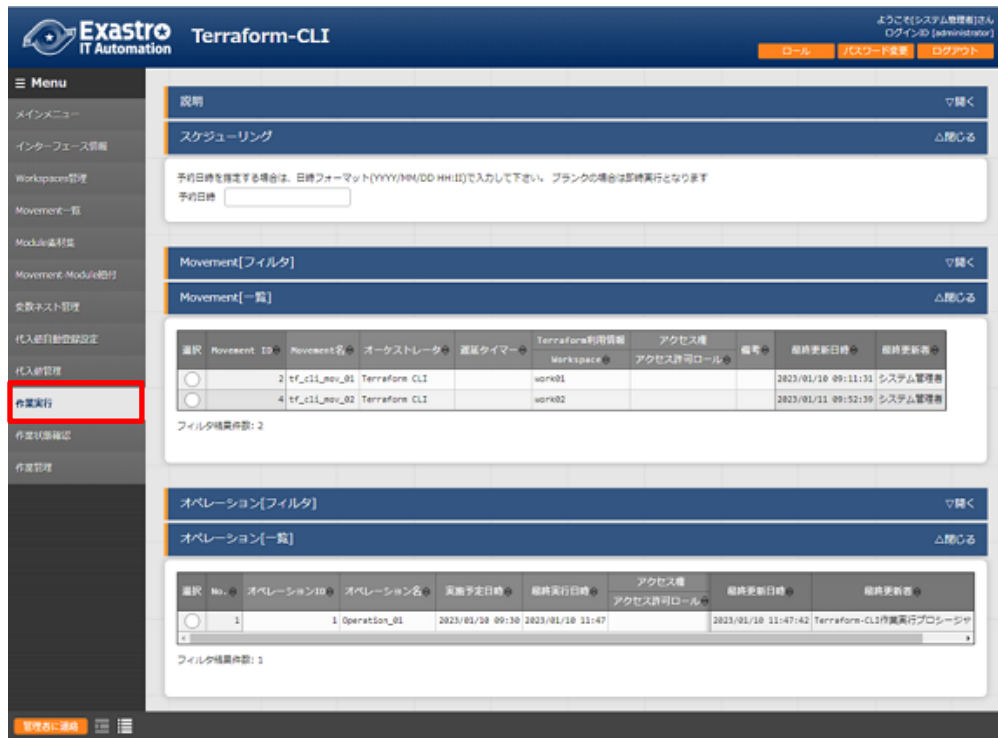 Exastro
IT Automation
Terraform-CLI
ようこそ[システム管理者]さん
ログインID [administrator]
ロール
パスワード変更
ログアウト
Menu
メインメニュー
インターフェース情報
Workspaces管理
Movement一覧
Module素材集
Movement-Module紐付
変数ネスト管理
代入値自動登録設定
代入値管理
作業実行
作業状態確認
作業管理
説明
▽開く
スケジューリング
△閉じる
予約日時を指定する場合は、日時フォーマット(YYYY/MM/DD HH:II)で入力して下さい。 ブランクの場合は即時実行となります
予約日時
Movement[フィルタ]
▽開く
Movement[一覧]
△閉じる
選択 Movement ID Movement名 オーケストレータ 遅延タイマー Terraform利用情報 アクセス権 備考 最終更新日時 最終更新者
Workspace アクセス許可ロール
2 tf_cli_mov_01 Terraform CLI work01 2023/01/10 09:11:31 システム管理者
4 tf_cli_mov_02 Terraform CLI work02 2023/01/11 09:52:39 システム管理者
フィルタ結果件数: 2
オペレーション[フィルタ]
▽開く
オペレーション[一覧]
△閉じる
選択 No. オペレーションID オペレーション名 実施予定日時 最終実行日時 アクセス権 最終更新日時 最終更新者
アクセス許可ロール
1 1 Operation_01 2023/01/10 09:30 2023/01/10 11:47 2023/01/10 11:47:42 Terraform-CLI作業実行プロシージャ
フィルタ結果件数: 1
管理者に連絡